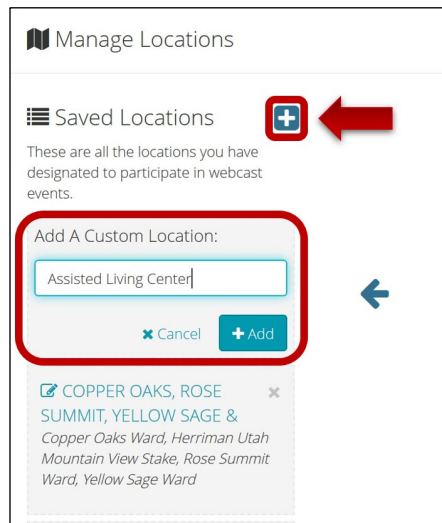 Manage Locations
Saved Locations
These are all the locations you have
designated to participate in webcast
events.
Add A Custom Location:
Assisted Living Center
Cancel
Add
COPPER OAKS, ROSE
SUMMIT, YELLOW SAGE &
Copper Oaks Ward, Herriman Utah
Mountain View Stake, Rose Summit
Ward, Yellow Sage Ward